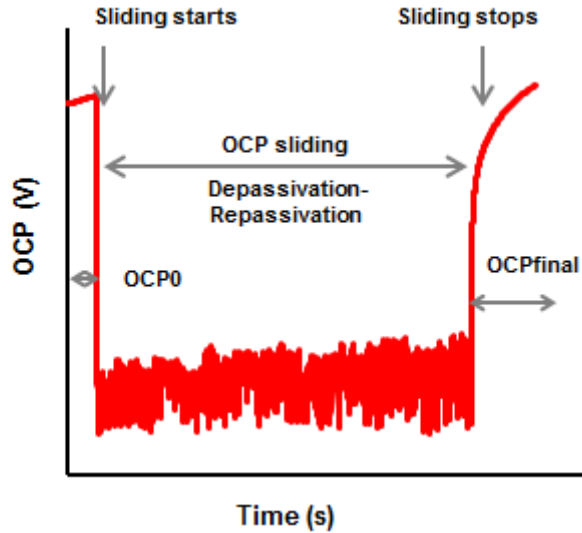 Sliding starts
Sliding stops
OCP sliding
Depassivation-
Repassivation
OCP0
OCPfinal
OCP (V)
Time (s)